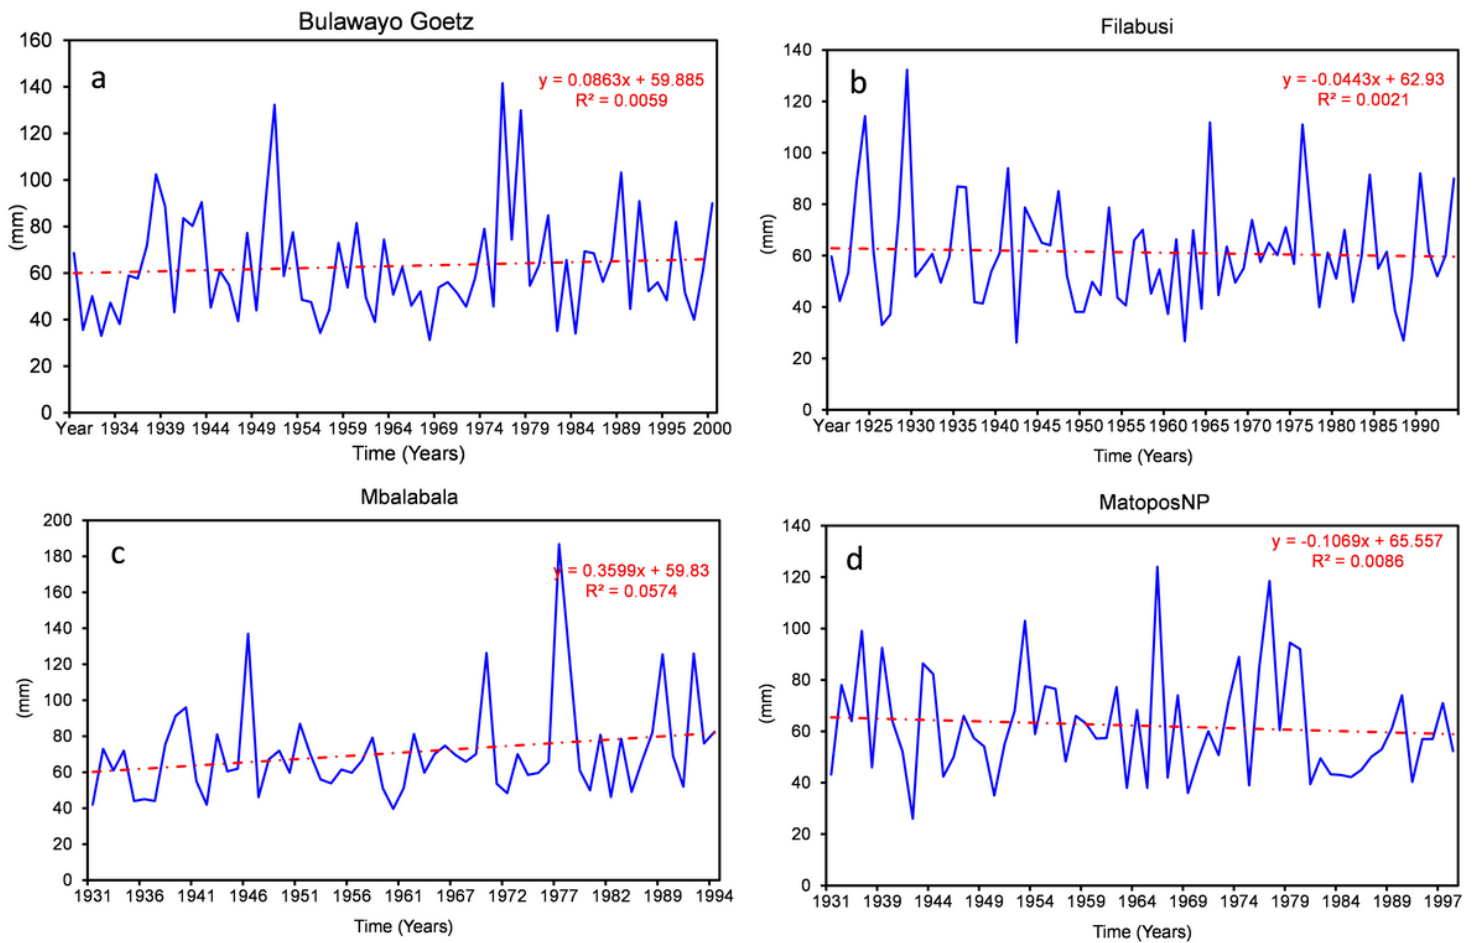 Bulawayo Goetz
160
140
120
100
80
60
40
20
0
(mm)
a
y = 0.0863x + 59.885
R² = 0.0059
Year 1934 1939 1944 1949 1954 1959 1964 1969 1974 1979 1984 1989 1995 2000
Time (Years)
Filabusi
140
120
100
80
60
40
20
0
(mm)
b
y = -0.0443x + 62.93
R² = 0.0021
Year 1925 1930 1935 1940 1945 1950 1955 1960 1965 1970 1975 1980 1985 1990
Time (Years)
Mbalabala
200
180
160
140
120
100
80
60
40
20
0
(mm)
c
y = 0.3599x + 59.83
R² = 0.0574
1931 1936 1941 1946 1951 1956 1961 1967 1972 1977 1982 1989 1994
Time (Years)
MatoposNP
140
120
100
80
60
40
20
0
(mm)
d
y = -0.1069x + 65.557
R² = 0.0086
1931 1939 1944 1949 1954 1959 1964 1969 1974 1979 1984 1989 1997
Time (Years)